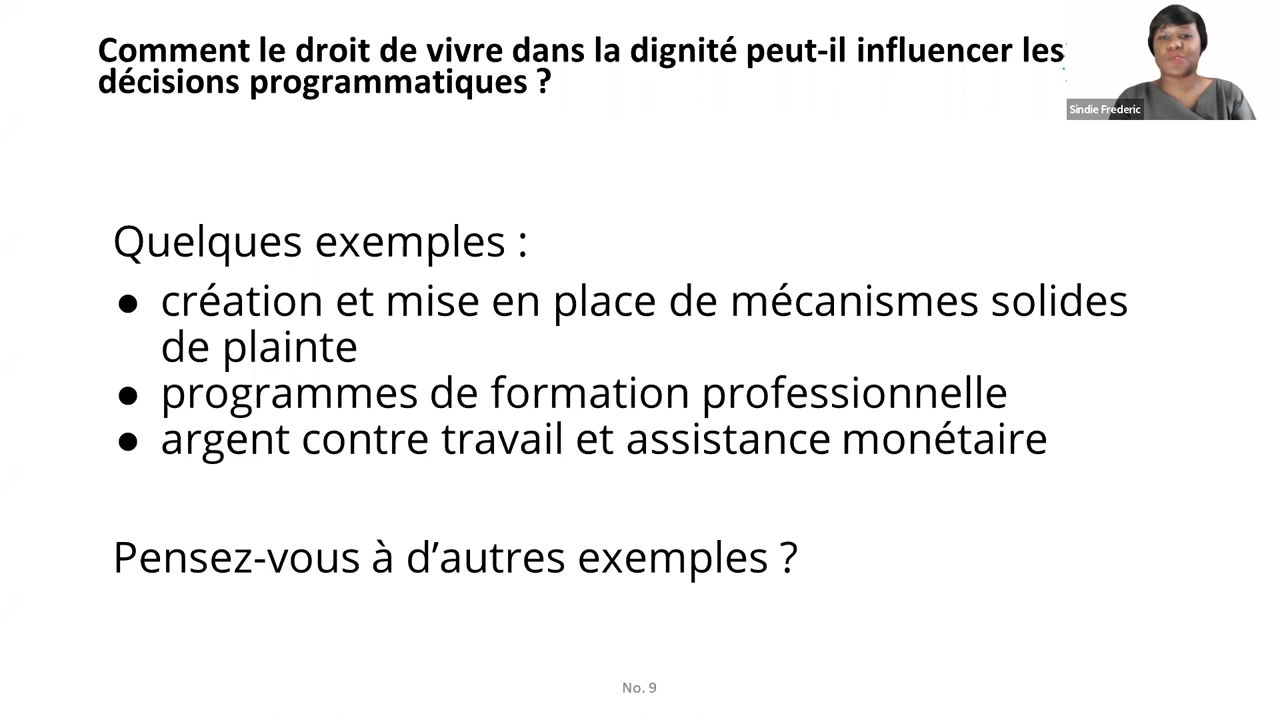 Comment le droit de vivre dans la dignité peut-il influencer les
décisions programmatiques ?
Sindie Frederic
Quelques exemples :
● création et mise en place de mécanismes solides
de plainte
● programmes de formation professionnelle
● argent contre travail et assistance monétaire
Pensez-vous à d’autres exemples ?
No. 9